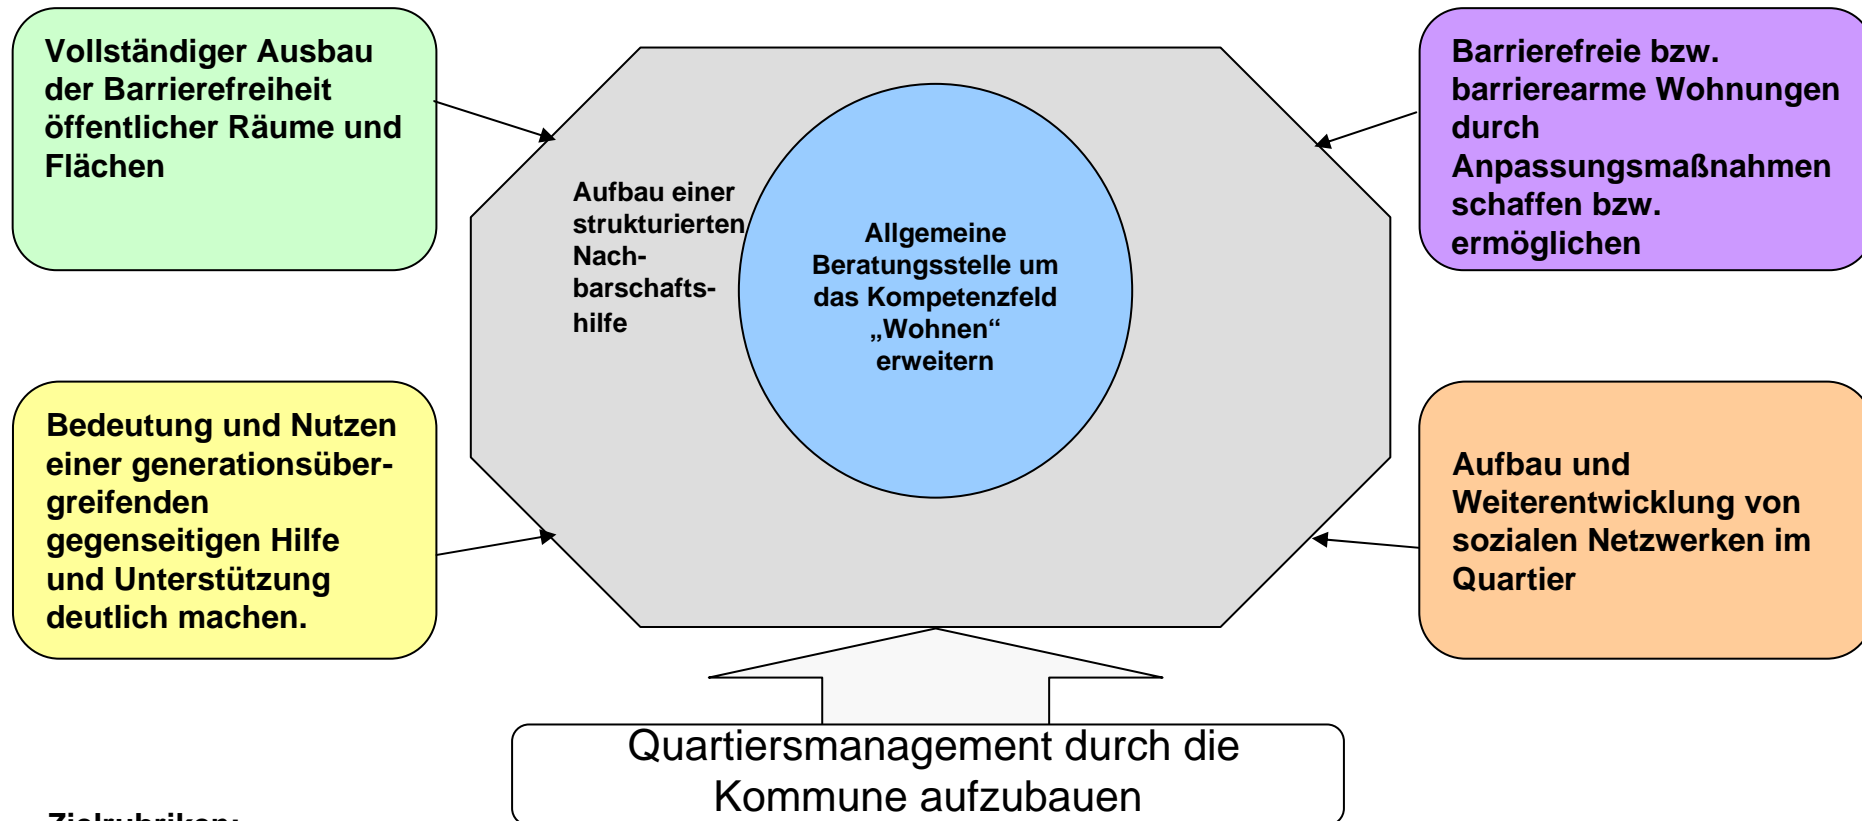 Vollständiger Ausbau
der Barrierefreiheit
öffentlicher Räume und
Flächen
Barrierefreie bzw.
barrierearme Wohnungen
durch
Anpassungsmaßnahmen
schaffen bzw.
ermöglichen
Aufbau einer
strukturierten
Nach-
barschafts-
hilfe
Allgemeine
Beratungsstelle um
das Kompetenzfeld
„Wohnen“
erweitern
Bedeutung und Nutzen
einer generationsüber-
greifenden
gegenseitigen Hilfe
und Unterstützung
deutlich machen.
Aufbau und
Weiterentwicklung von
sozialen Netzwerken im
Quartier
Quartiersmanagement durch die
Kommune aufzubauen
Zielrubriken: